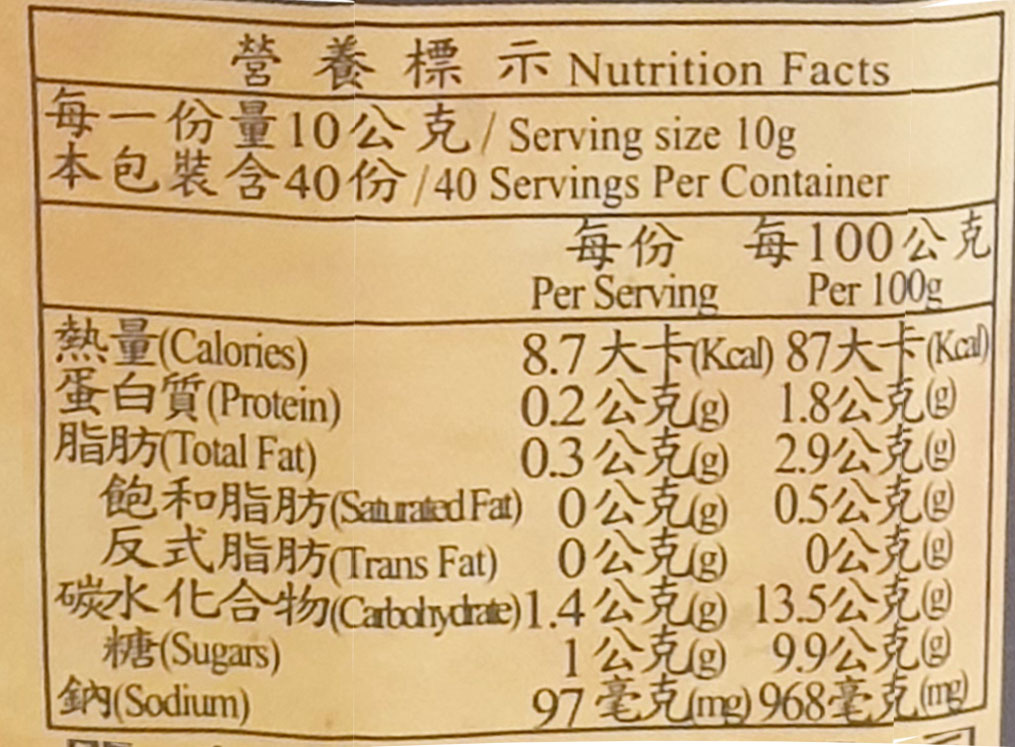 營養標示 Nutrition Facts
每一份量10公克/Serving size 10g
本包裝含40份/40 Servings Per Container
每份 每100公克
Per Serving Per 100g
熱量(Calories) 8.7大卡(Kcal) 87大卡(Kcal)
蛋白質(Protein) 0.2公克(g) 1.8公克(g)
脂肪(Total Fat) 0.3公克(g) 2.9公克(g)
飽和脂肪(Saturated Fat) 0公克(g) 0.5公克(g)
反式脂肪(Trans Fat) 0公克(g) 0公克(g)
碳水化合物(Carbohydrate) 1.4公克(g) 13.5公克(g)
糖(Sugars) 1公克(g) 9.9公克(g)
鈉(Sodium) 97毫克(mg) 968毫克(mg)